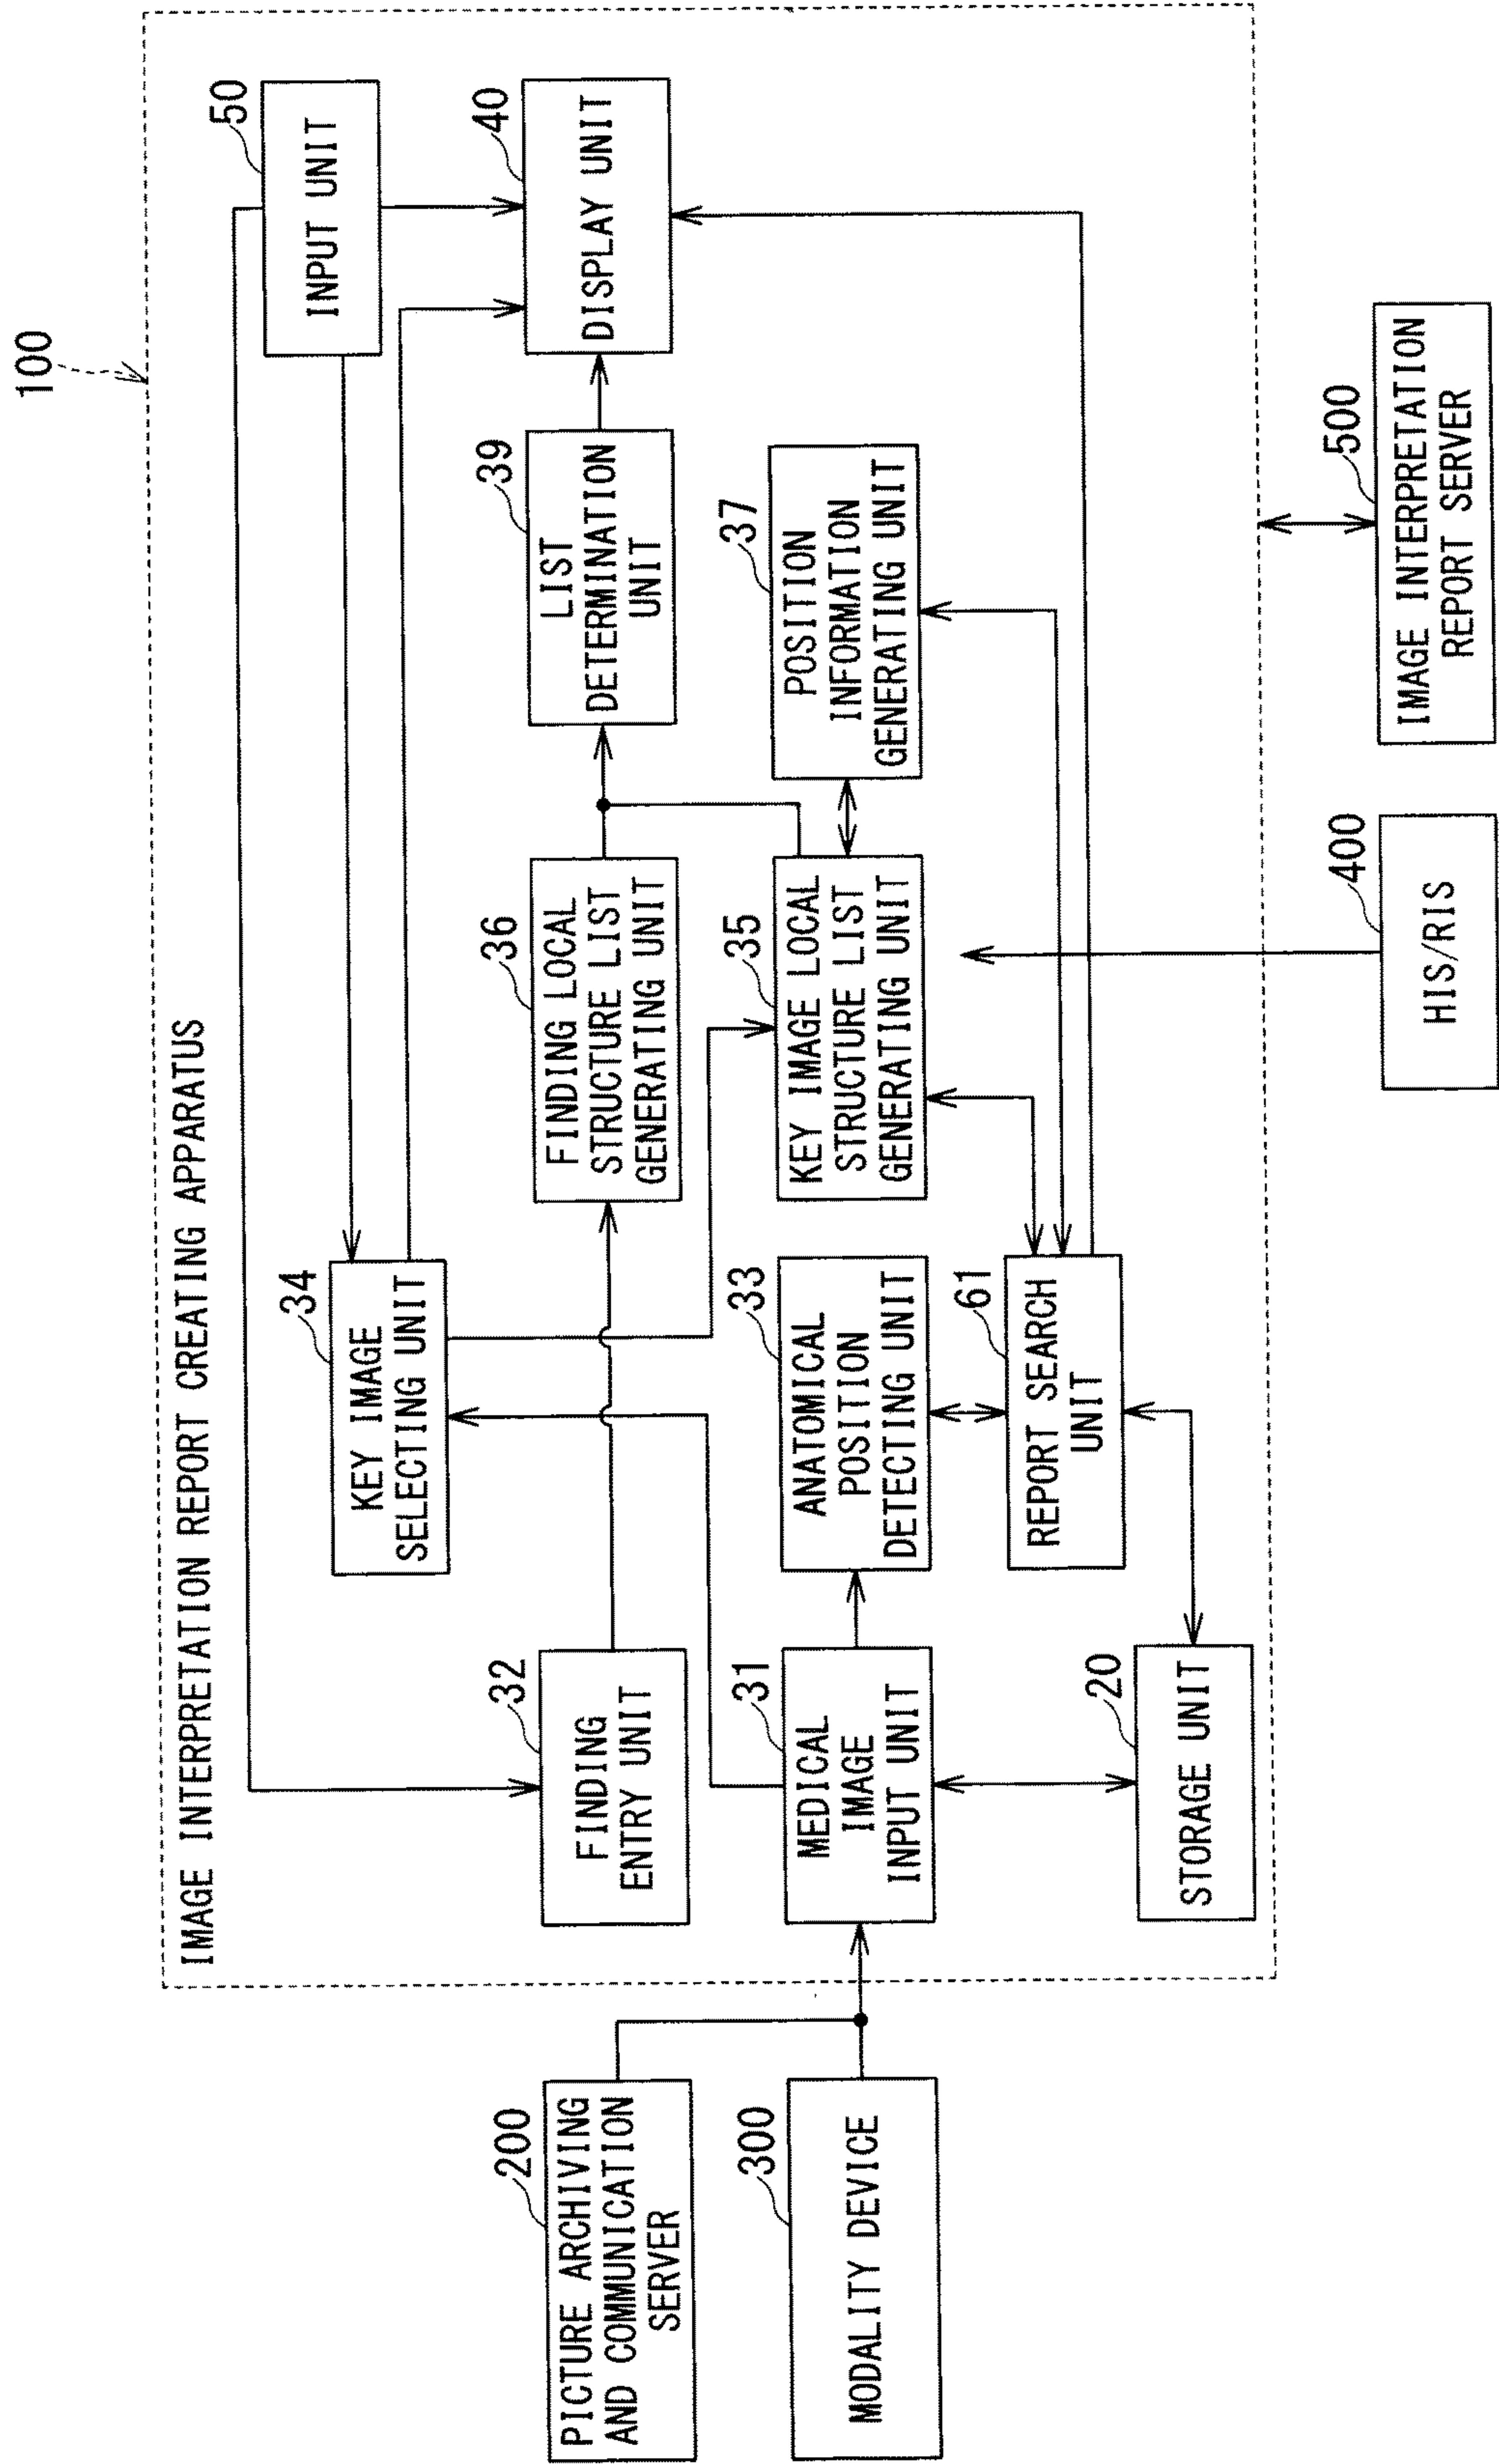 100
IMAGE INTERPRETATION REPORT CREATING APPARATUS
50
INPUT UNIT
34
KEY IMAGE
SELECTING UNIT
200
PICTURE ARCHIVING
AND COMMUNICATION
SERVER
32
FINDING
ENTRY UNIT
36
FINDING LOCAL
STRUCTURE LIST
GENERATING UNIT
39
LIST
DETERMINATION
UNIT
40
DISPLAY UNIT
300
MODALITY DEVICE
31
MEDICAL
IMAGE
INPUT UNIT
33
ANATOMICAL
POSITION
DETECTING UNIT
35
KEY IMAGE LOCAL
STRUCTURE LIST
GENERATING UNIT
37
POSITION
INFORMATION
GENERATING UNIT
20
STORAGE UNIT
61
REPORT SEARCH
UNIT
400
HIS/RIS
500
IMAGE INTERPRETATION
REPORT SERVER